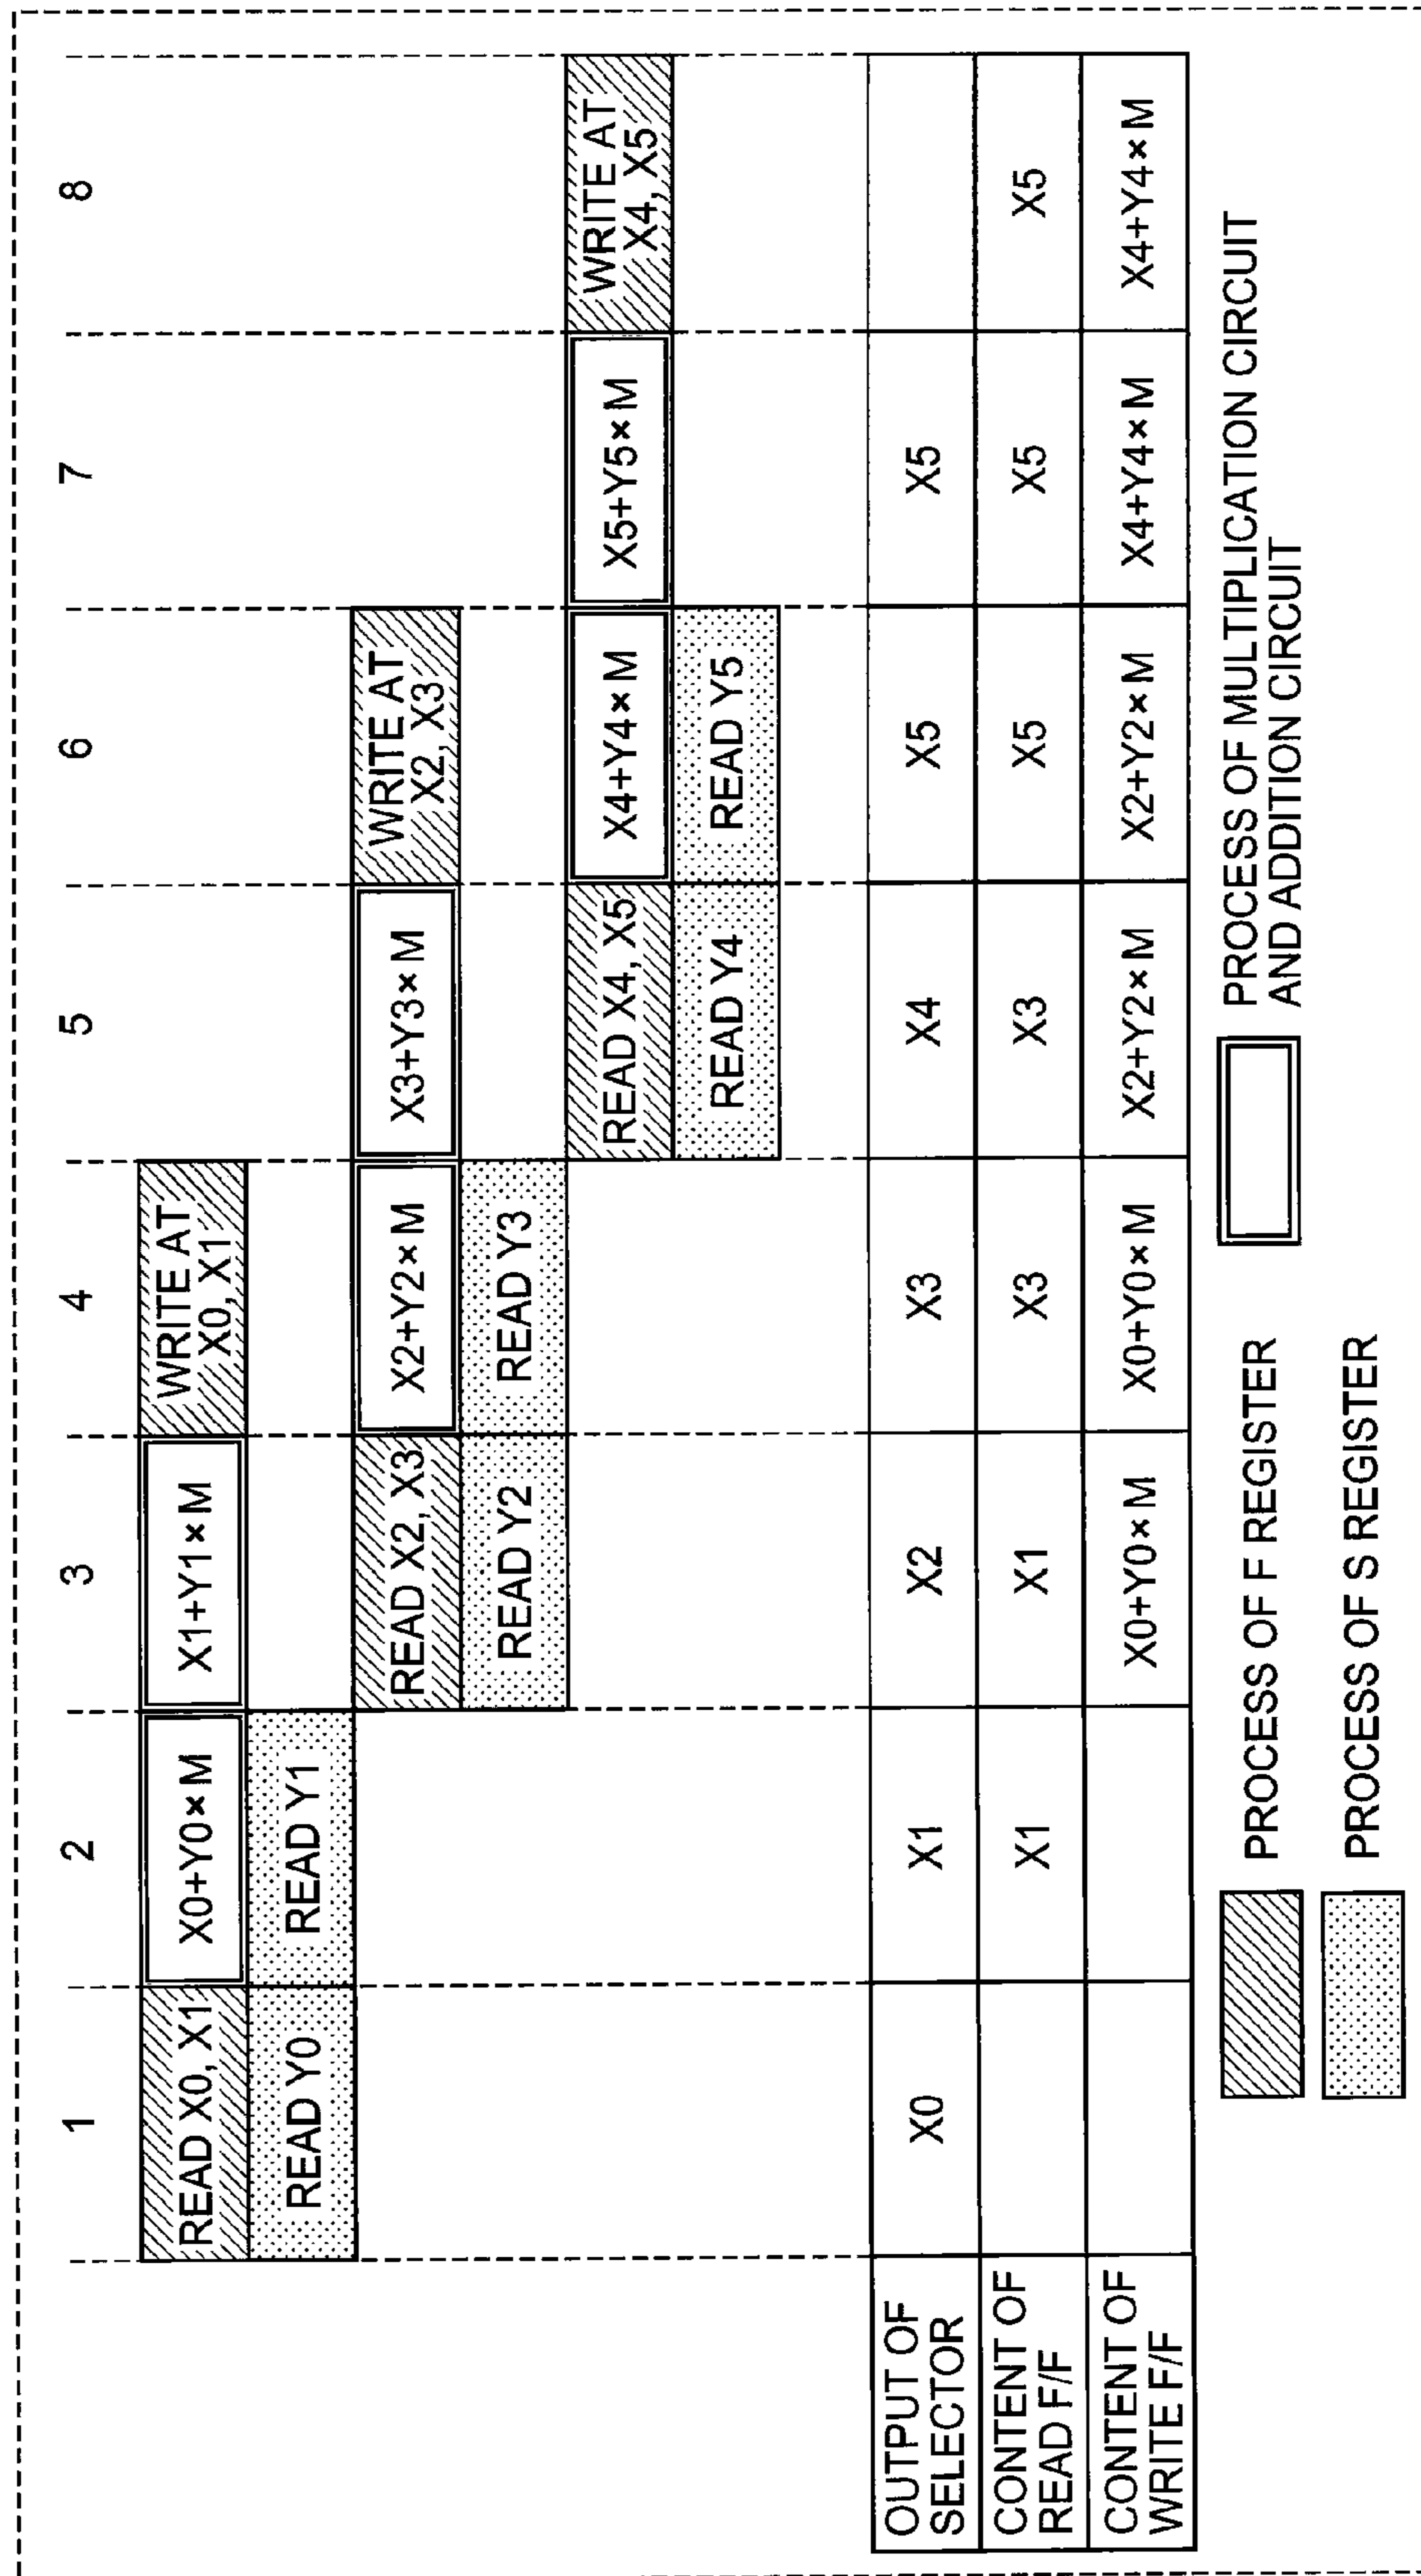 1 2 3 4 5 6 7 8
READ X0, X1
X0+Y0×M
X1+Y1×M
WRITE AT
X0, X1
READ Y0
READ Y1
READ X2, X3
X2+Y2×M
X3+Y3×M
WRITE AT
X2, X3
READ Y2
READ Y3
READ X4, X5
X4+Y4×M
X5+Y5×M
WRITE AT
X4, X5
READ Y4
READ Y5
OUTPUT OF
SELECTOR
X0 X1 X2 X3 X4 X5 X5
CONTENT OF
READ F/F
X1 X1 X3 X3 X5 X5 X5
CONTENT OF
WRITE F/F
X0+Y0×M X0+Y0×M X2+Y2×M X2+Y2×M X4+Y4×M X4+Y4×M
PROCESS OF F REGISTER
PROCESS OF S REGISTER
PROCESS OF MULTIPLICATION CIRCUIT
AND ADDITION CIRCUIT